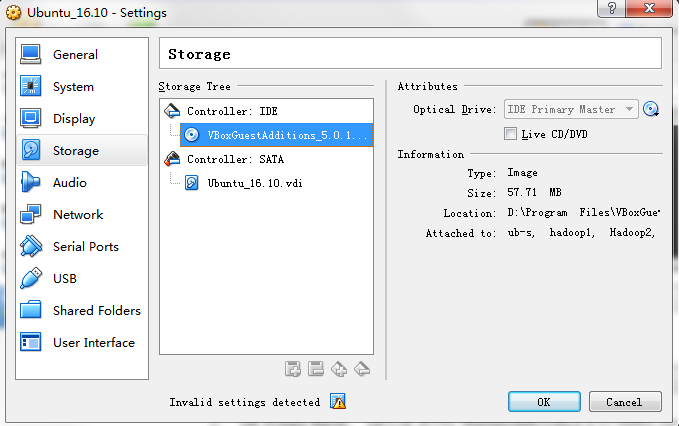 Ubuntu_16.10 - Settings
General
System
Display
Storage
Audio
Network
Serial Ports
USB
Shared Folders
User Interface
Storage
Storage Tree
Controller: IDE
VBoxGuestAdditions_5.0.1...
Controller: SATA
Ubuntu_16.10.vdi
Attributes
Optical Drive: IDE Primary Master
Live CD/DVD
Information
Type: Image
Size: 57.71 MB
Location: D:\Program Files\VBoxGue
Attached to: ub-s, hadoop1, Hadoop2,
Invalid settings detected
OK
Cancel